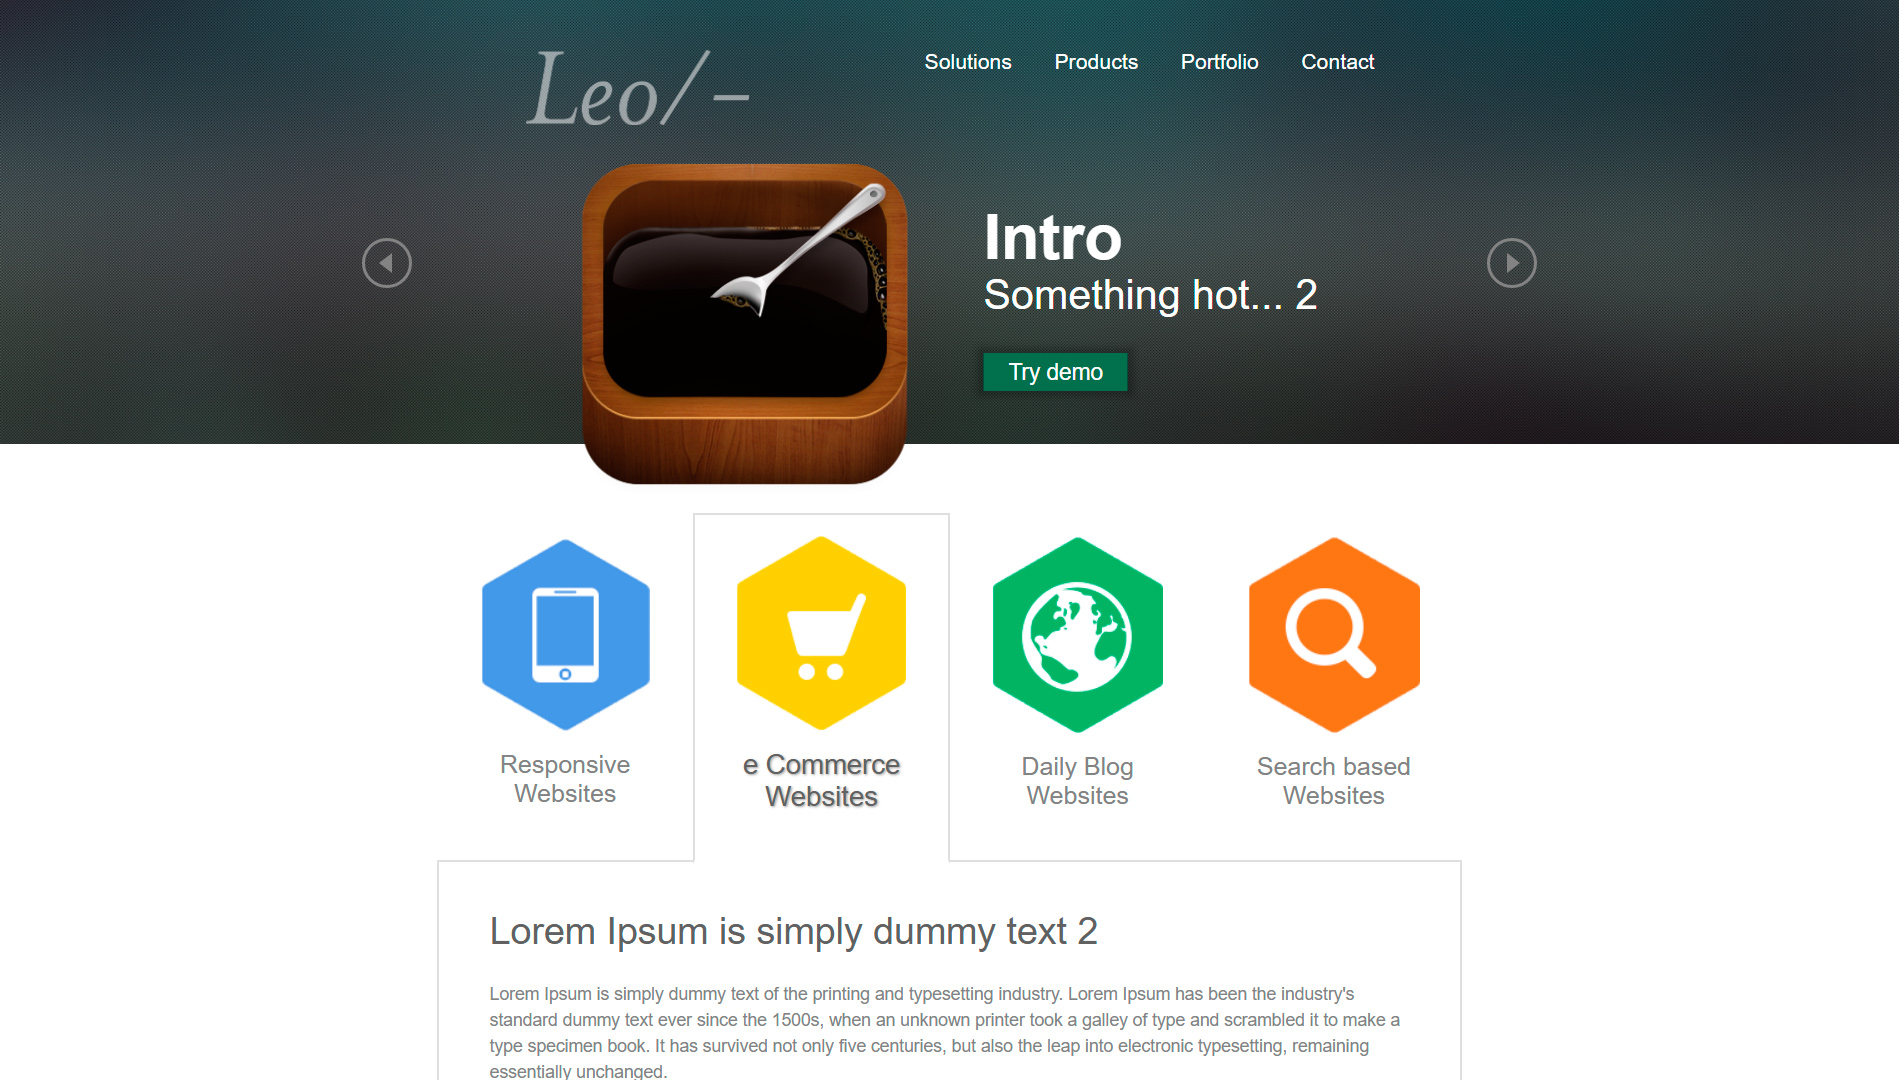 Leo/-
Solutions Products Portfolio Contact
Intro
Something hot... 2
Try demo
Responsive
Websites
e Commerce
Websites
Daily Blog
Websites
Search based
Websites
Lorem Ipsum is simply dummy text 2
Lorem Ipsum is simply dummy text of the printing and typesetting industry. Lorem Ipsum has been the industry's
standard dummy text ever since the 1500s, when an unknown printer took a galley of type and scrambled it to make a
type specimen book. It has survived not only five centuries, but also the leap into electronic typesetting, remaining
essentially unchanged.